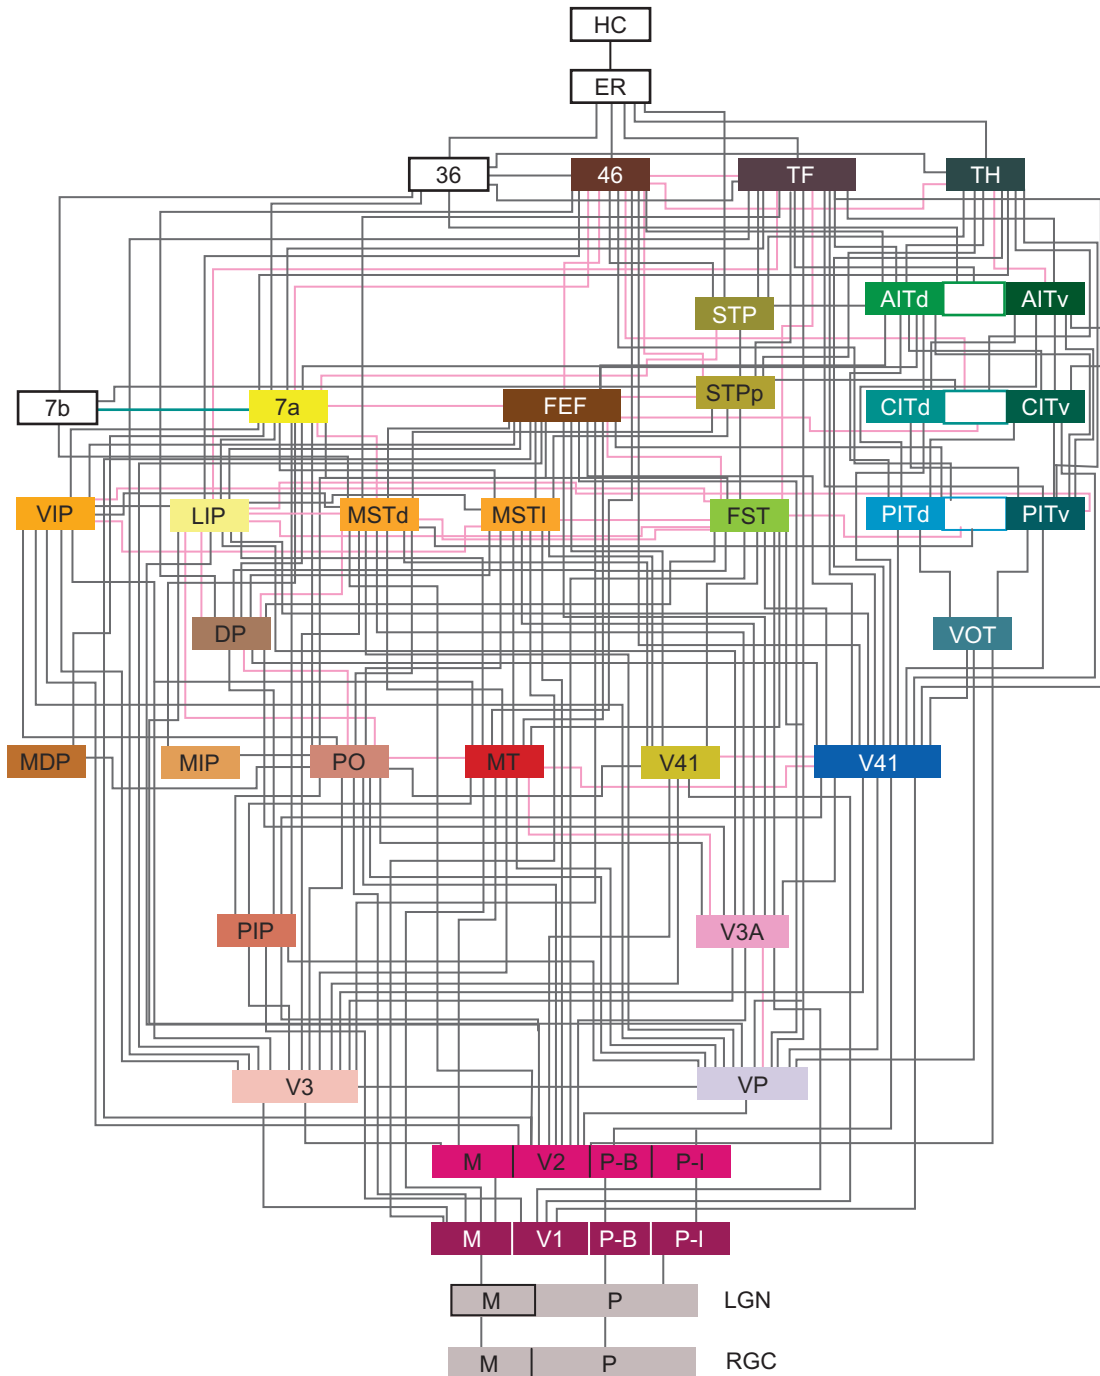 HC
ER
36 46 TF TH
STP AITd AITv
7b 7a FEF STPp CITd CITv
VIP LIP MSTd MSTl FST PITd PITv
DP VOT
MDP MIP PO MT V41 V41
PIP V3A
V3 VP
M V2 P-B P-I
M V1 P-B P-I
M P LGN
M P RGC